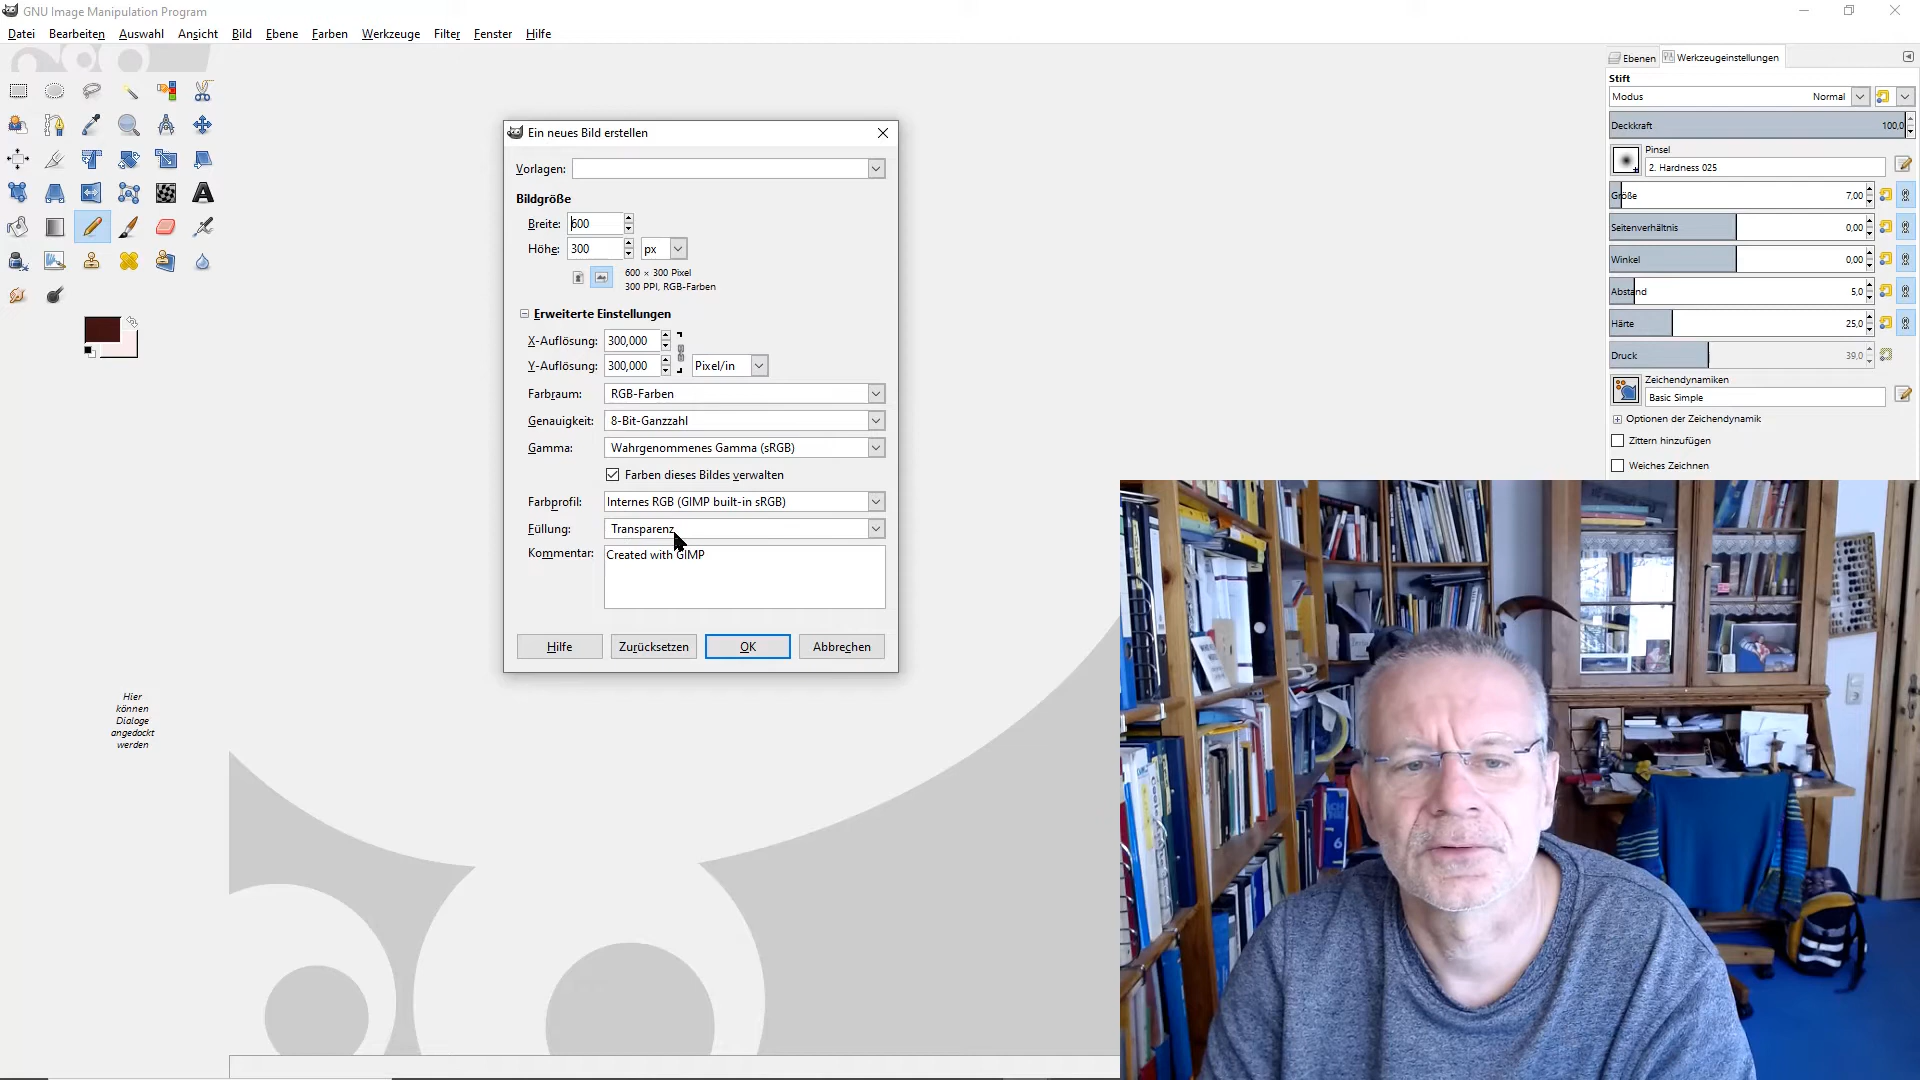 GNU Image Manipulation Program
Datei Bearbeiten Auswahl Ansicht Bild Ebene Farben Werkzeuge Filter Fenster Hilfe
Hier
können
Dialoge
angedockt
werden
Ein neues Bild erstellen
Vorlagen:
Bildgröße
Breite: 600
Höhe: 300 px
600 × 300 Pixel
300 PPI, RGB-Farben
Erweiterte Einstellungen
X-Auflösung: 300,000
Y-Auflösung: 300,000 Pixel/in
Farbraum: RGB-Farben
Genauigkeit: 8-Bit-Ganzzahl
Gamma: Wahrgenommenes Gamma (sRGB)
Farben dieses Bildes verwalten
Farbprofil: Internes RGB (GIMP built-in sRGB)
Füllung: Transparenz
Kommentar: Created with GIMP
Hilfe Zurücksetzen OK Abbrechen
Ebenen Werkzeugeinstellungen
Stift
Modus Normal
Deckkraft 100,0
Pinsel
2. Hardness 025
Größe 7,00
Seitenverhältnis 0,00
Winkel 0,00
Abstand 5,0
Härte 25,0
Druck 39,0
Zeichendynamiken
Basic Simple
Optionen der Zeichendynamik
Zittern hinzufügen
Weiches Zeichnen
6